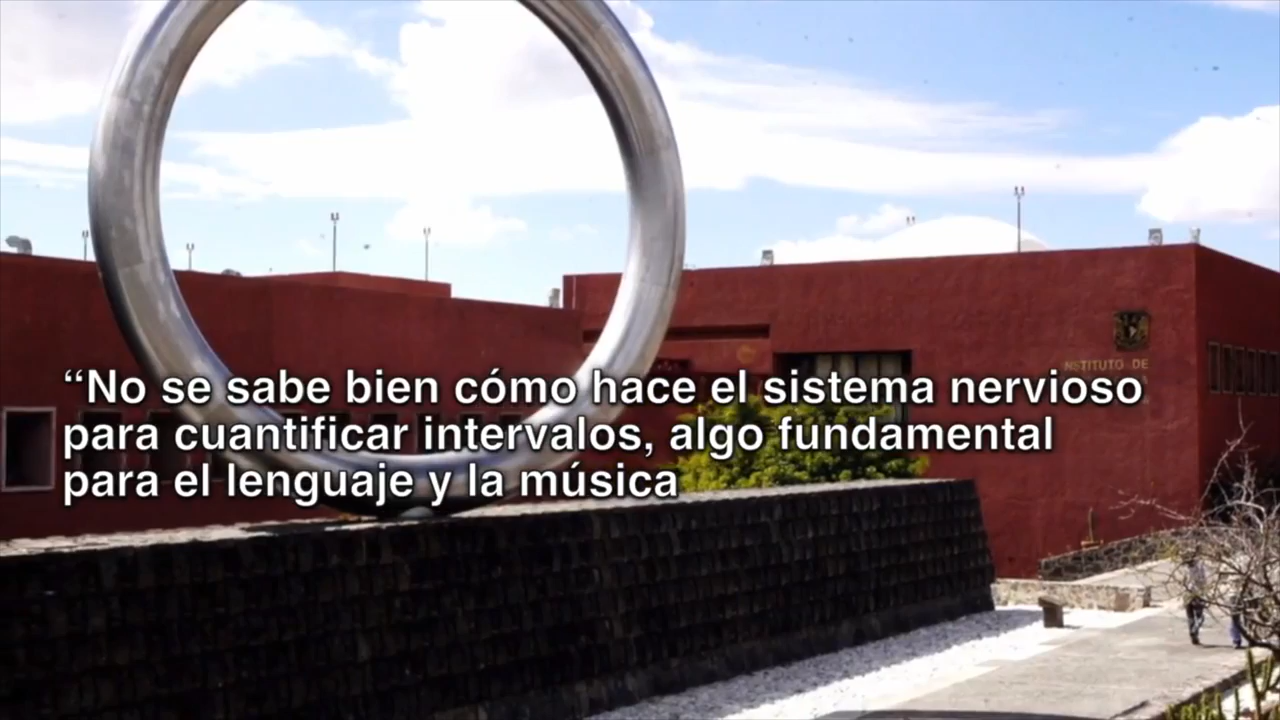 “No se sabe bien cómo hace el sistema nervioso
para cuantificar intervalos, algo fundamental
para el lenguaje y la música
INSTITUTO DE